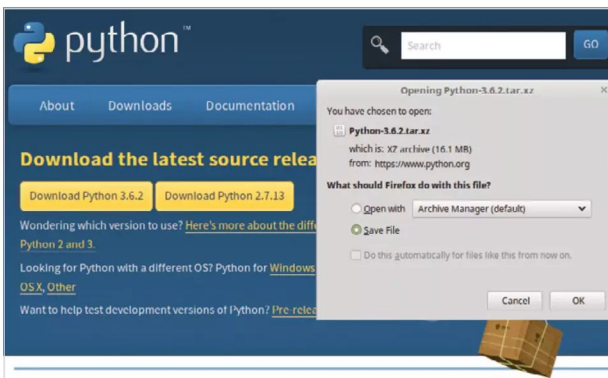 python™
Search
GO
About Downloads Documentation
Download the latest source relea
Download Python 3.6.2 Download Python 2.7.13
Wondering which version to use? Here's more about the diffe
Python 2 and 3.
Looking for Python with a different OS? Python for Windows
OS X, Other
Want to help test development versions of Python? Pre-relea
Opening Python-3.6.2.tar.xz
You have chosen to open:
Python-3.6.2.tar.xz
which is: XZ archive (16.1 MB)
from: https://www.python.org
What should Firefox do with this file?
Open with Archive Manager (default)
Save File
Do this automatically for files like this from now on.
Cancel OK